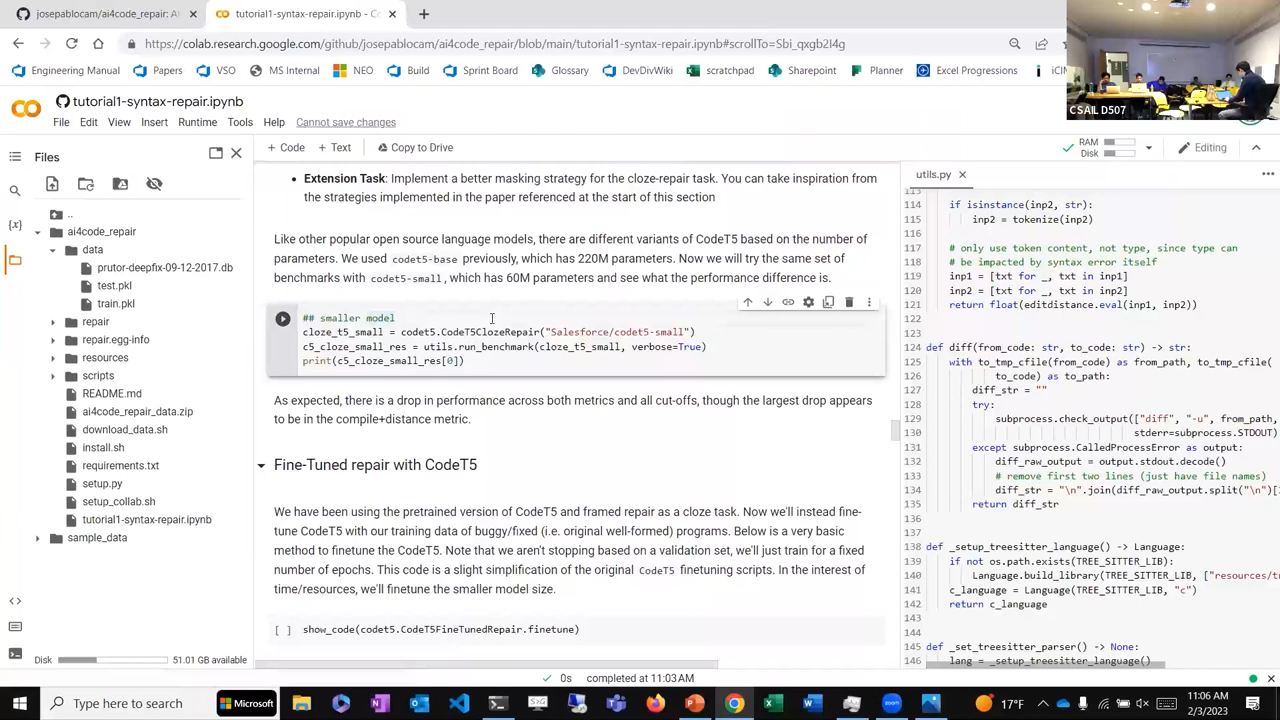 josepablocam/ai4code_repair: A
tutorial1-syntax-repair.ipynb - C
https://colab.research.google.com/github/josepablocam/ai4code_repair/blob/main/tutorial1-syntax-repair.ipynb#scrollTo=Sbi_qxgb2I4g
Engineering Manual
Papers
VSO
MS Internal
NEO
Build
Sprint Board
Glossary
DevDivWiki
scratchpad
SharePoint
Planner
Excel Progression
CSAIL D507
tutorial1-syntax-repair.ipynb
File Edit View Insert Runtime Tools Help Cannot save changes
Files
+ Code + Text Copy to Drive
RAM
Disk
Editing
..
ai4code_repair
data
prutor-deepfix-09-12-2017.db
test.pkl
train.pkl
repair
repair.egg-info
resources
scripts
README.md
ai4code_repair_data.zip
download_data.sh
install.sh
requirements.txt
setup.py
setup_collab.sh
tutorial1-syntax-repair.ipynb
sample_data
Disk
51.01 GB available
• Extension Task: Implement a better masking strategy for the cloze-repair task. You can take inspiration from
the strategies implemented in the paper referenced at the start of this section
Like other popular open source language models, there are different variants of CodeT5 based on the number of
parameters. We used codet5-base previously, which has 220M parameters. Now we will try the same set of
benchmarks with codet5-small, which has 60M parameters and see what the performance difference is.
## smaller model
cloze_t5_small = codet5.CodeT5ClozeRepair("Salesforce/codet5-small")
c5_cloze_small_res = utils.run_benchmark(cloze_t5_small, verbose=True)
print(c5_cloze_small_res[0])
As expected, there is a drop in performance across both metrics and all cut-offs, though the largest drop appears
to be in the compile+distance metric.
Fine-Tuned repair with CodeT5
We have been using the pretrained version of CodeT5 and framed repair as a cloze task. Now we'll instead fine-
tune CodeT5 with our training data of buggy/fixed (i.e. original well-formed) programs. Below is a very basic
method to finetune the CodeT5. Note that we aren't stopping based on a validation set, we'll just train for a fixed
number of epochs. This code is a slight simplification of the original CodeT5 finetuning scripts. In the interest of
time/resources, we'll finetune the smaller model size.
[ ] show_code(codet5.CodeT5FineTunedRepair.finetune)
utils.py
113
114 if isinstance(inp2, str):
115 inp2 = tokenize(inp2)
116
117 # only use token content, not type, since type can
118 # be impacted by syntax error itself
119 inp1 = [txt for _, txt in inp1]
120 inp2 = [txt for _, txt in inp2]
121 return float(editdistance.eval(inp1, inp2))
122
123
124 def diff(from_code: str, to_code: str) -> str:
125 with to_tmp_cfile(from_code) as from_path, to_tmp_cfile(
126 to_code) as to_path:
127 diff_str = ""
128 try:
129 subprocess.check_output(["diff", "-u", from_path,
130 stderr=subprocess.STDOUT)
131 except subprocess.CalledProcessError as output:
132 diff_raw_output = output.stdout.decode()
133 # remove first two lines (just have file names)
134 diff_str = "\n".join(diff_raw_output.split("\n")[
135 return diff_str
136
137
138 def _setup_treesitter_language() -> Language:
139 if not os.path.exists(TREE_SITTER_LIB):
140 Language.build_library(TREE_SITTER_LIB, ["resources/tr
141 c_language = Language(TREE_SITTER_LIB, "c")
142 return c_language
143
144
145 def _set_treesitter_parser() -> None:
146 lang = _setup_treesitter_language()
0s completed at 11:03 AM
Type here to search
Microsoft
17°F
11:06 AM
2/3/2023